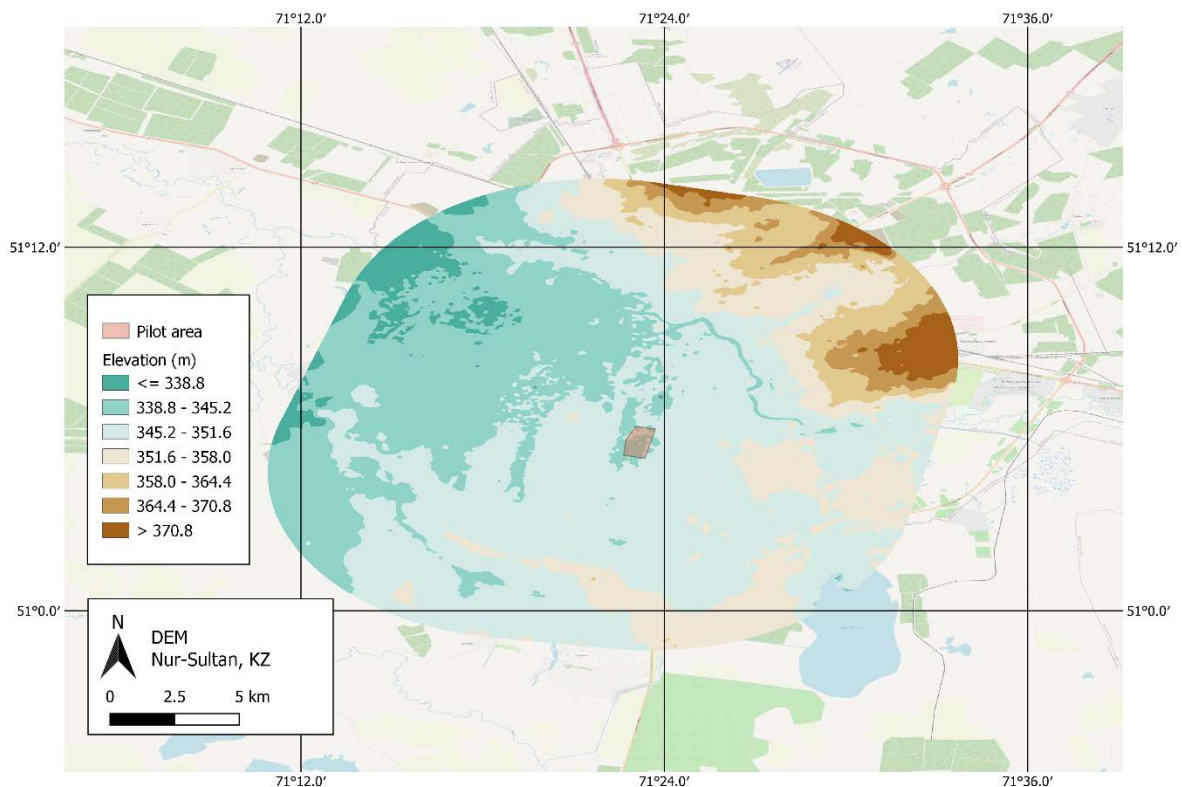 71°12.0′ 71°24.0′ 71°36.0′
51°12.0′ 51°12.0′
Pilot area
Elevation (m)
<= 338.8
338.8 - 345.2
345.2 - 351.6
351.6 - 358.0
358.0 - 364.4
364.4 - 370.8
> 370.8
51°0.0′ 51°0.0′
N
DEM
Nur-Sultan, KZ
0 2.5 5 km
71°12.0′ 71°24.0′ 71°36.0′